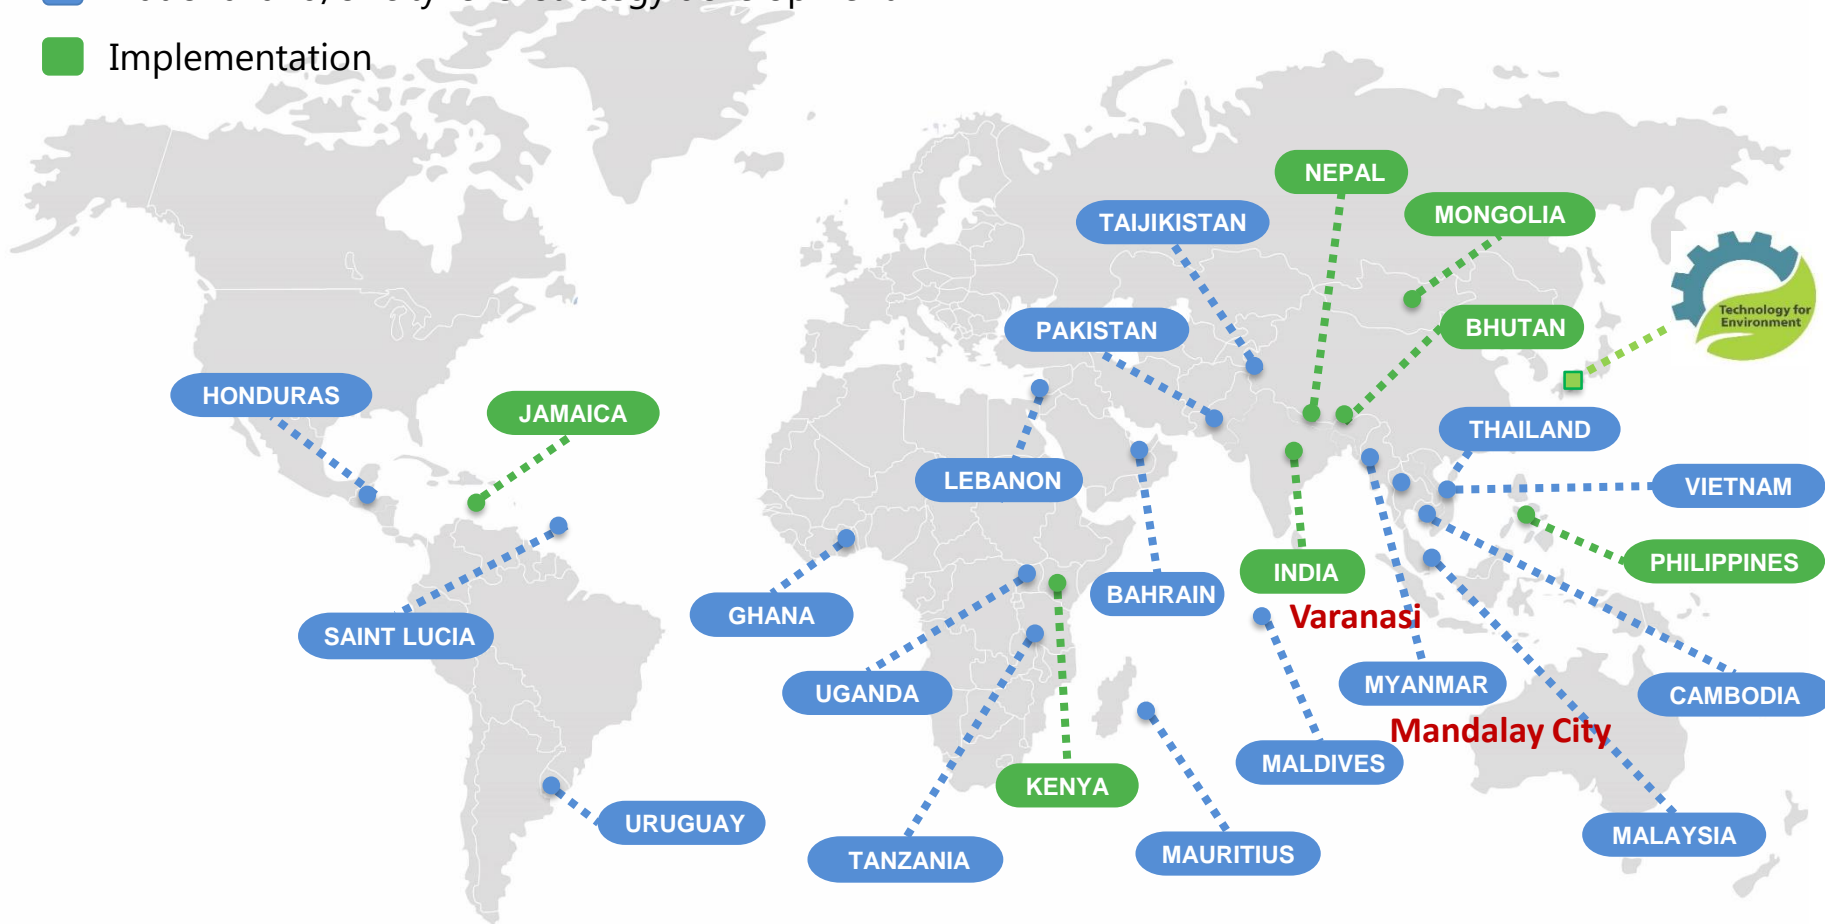 Implementation
NEPAL
MONGOLIA
TAIJIKISTAN
Technology for
Environment
PAKISTAN
BHUTAN
HONDURAS
JAMAICA
THAILAND
LEBANON
VIETNAM
PHILIPPINES
INDIA
BAHRAIN
Varanasi
GHANA
SAINT LUCIA
UGANDA
MYANMAR
CAMBODIA
Mandalay City
MALDIVES
KENYA
URUGUAY
MALAYSIA
TANZANIA
MAURITIUS